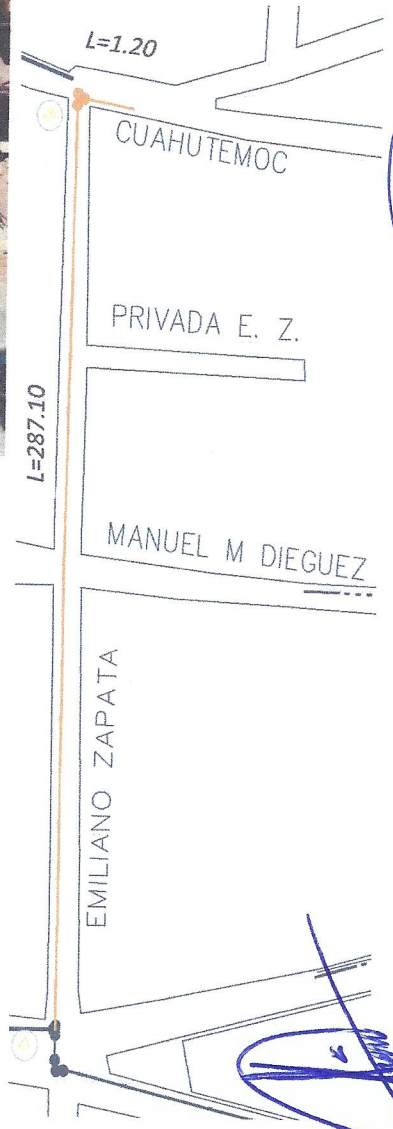 L=1.20
CUAHUTEMOC
PRIVADA E. Z.
L=287.10
MANUEL M DIEGUEZ
EMILIANO ZAPATA